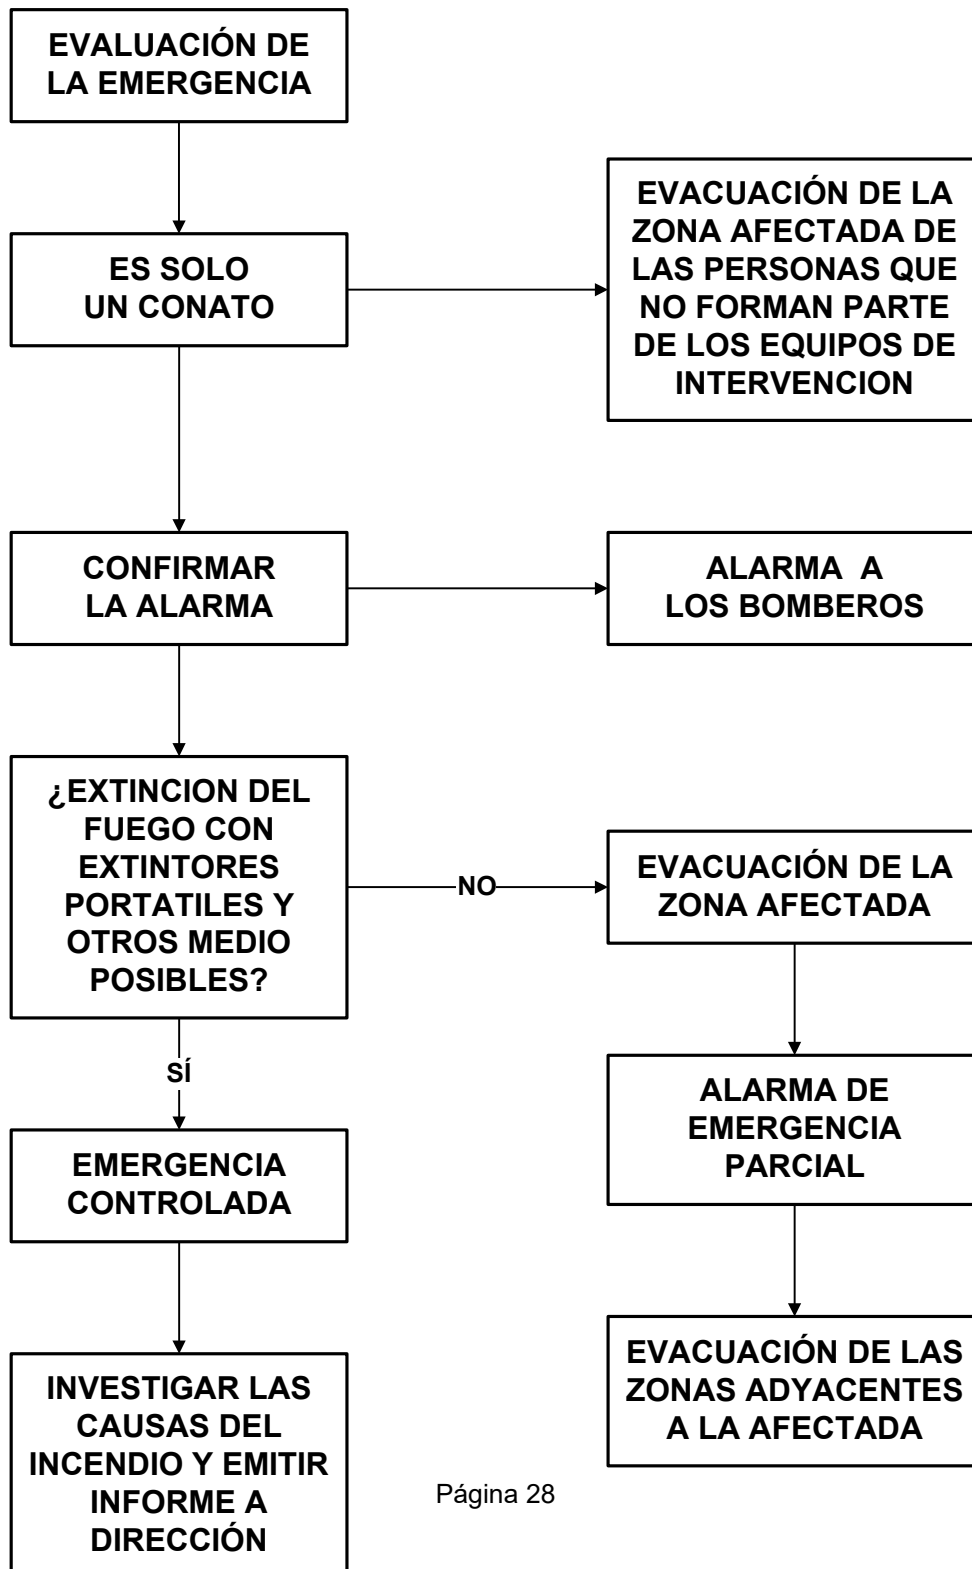 EVALUACIÓN DE
LA EMERGENCIA
EVACUACIÓN DE LA
ZONA AFECTADA DE
LAS PERSONAS QUE
NO FORMAN PARTE
DE LOS EQUIPOS DE
INTERVENCION
ES SOLO
UN CONATO
CONFIRMAR
LA ALARMA
ALARMA  A
LOS BOMBEROS
¿EXTINCION DEL
FUEGO CON
EXTINTORES
PORTATILES Y
OTROS MEDIO
POSIBLES?
NO
EVACUACIÓN DE LA
ZONA AFECTADA
SÍ
ALARMA DE
EMERGENCIA
PARCIAL
EMERGENCIA
CONTROLADA
EVACUACIÓN DE LAS
ZONAS ADYACENTES
A LA AFECTADA
INVESTIGAR LAS
CAUSAS DEL
INCENDIO Y EMITIR
INFORME A
DIRECCIÓN
Página 28